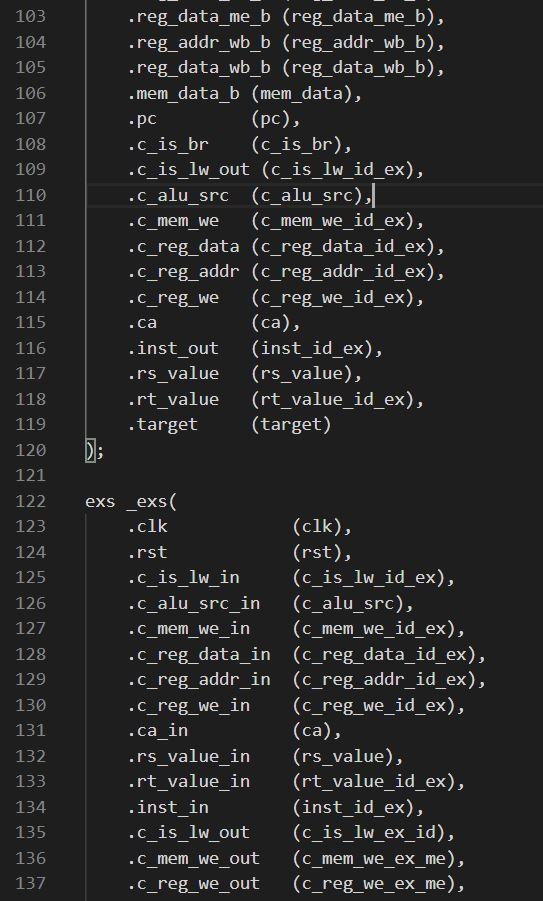 103 .reg_data_me_b (reg_data_me_b),
104 .reg_addr_wb_b (reg_addr_wb_b),
105 .reg_data_wb_b (reg_data_wb_b),
106 .mem_data_b (mem_data),
107 .pc         (pc),
108 .c_is_br    (c_is_br),
109 .c_is_lw_out (c_is_lw_id_ex),
110 .c_alu_src  (c_alu_src),
111 .c_mem_we   (c_mem_we_id_ex),
112 .c_reg_data (c_reg_data_id_ex),
113 .c_reg_addr (c_reg_addr_id_ex),
114 .c_reg_we   (c_reg_we_id_ex),
115 .ca         (ca),
116 .inst_out   (inst_id_ex),
117 .rs_value   (rs_value),
118 .rt_value   (rt_value_id_ex),
119 .target     (target)
120 );
121
122 exs _exs(
123 .clk            (clk),
124 .rst            (rst),
125 .c_is_lw_in     (c_is_lw_id_ex),
126 .c_alu_src_in   (c_alu_src),
127 .c_mem_we_in    (c_mem_we_id_ex),
128 .c_reg_data_in  (c_reg_data_id_ex),
129 .c_reg_addr_in  (c_reg_addr_id_ex),
130 .c_reg_we_in    (c_reg_we_id_ex),
131 .ca_in          (ca),
132 .rs_value_in    (rs_value),
133 .rt_value_in    (rt_value_id_ex),
134 .inst_in        (inst_id_ex),
135 .c_is_lw_out    (c_is_lw_ex_id),
136 .c_mem_we_out   (c_mem_we_ex_me),
137 .c_reg_we_out   (c_reg_we_ex_me),